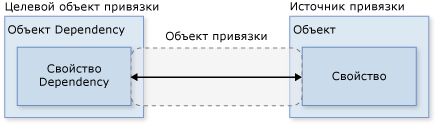 Целевой объект привязки
Источник привязки
Объект Dependency
Объект привязки
Объект
Свойство
Dependency
Свойство